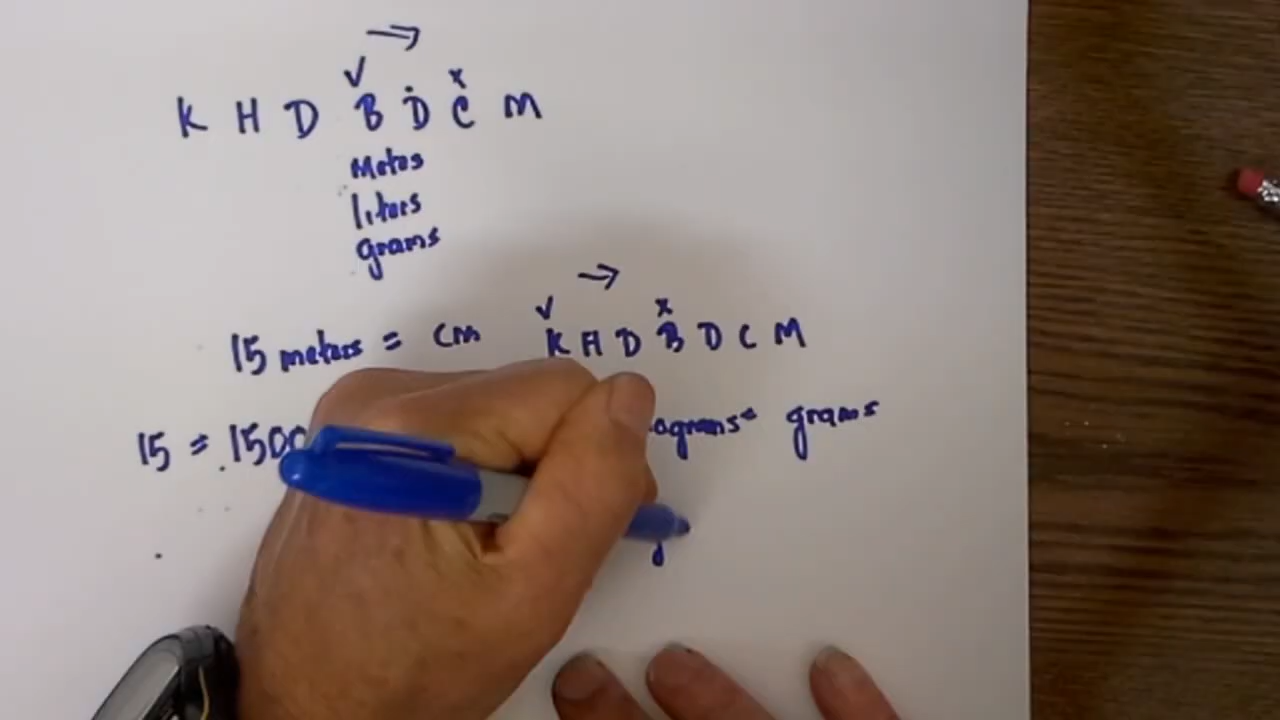 K H D B D C M
Meters
liters
grams
15 meters = cm
K H D B D C M
15 = 1500
grams